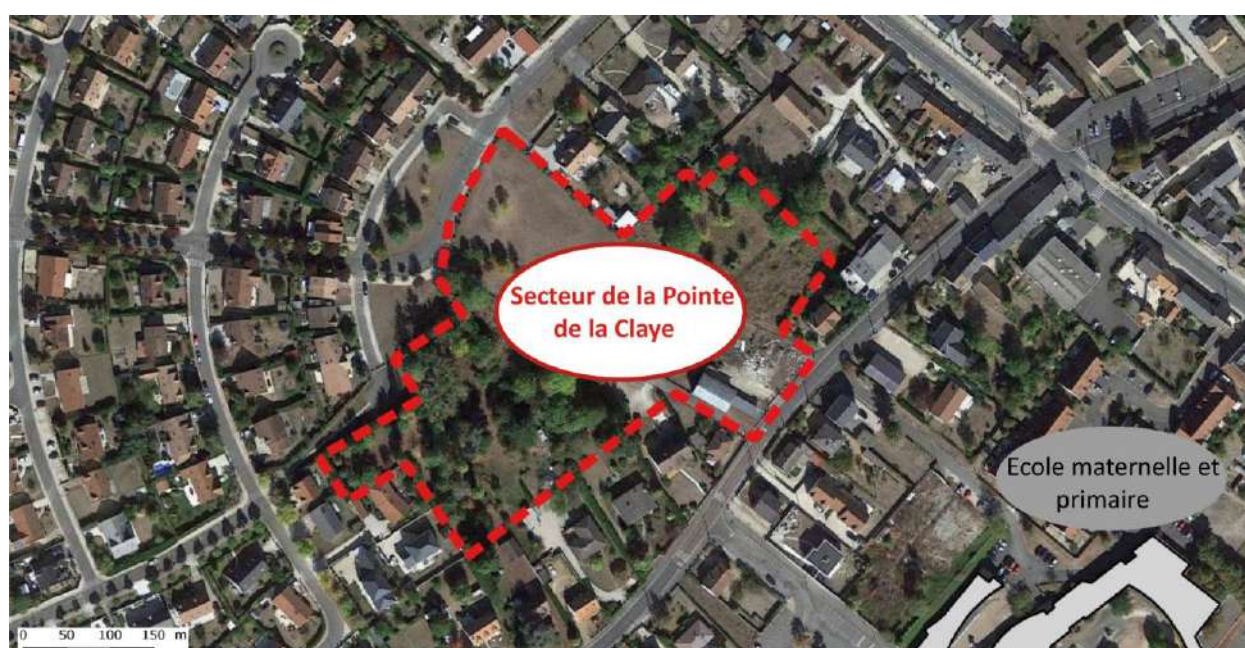 Secteur de la Pointe
de la Claye
Ecole maternelle et
primaire
0 50 100 150 m